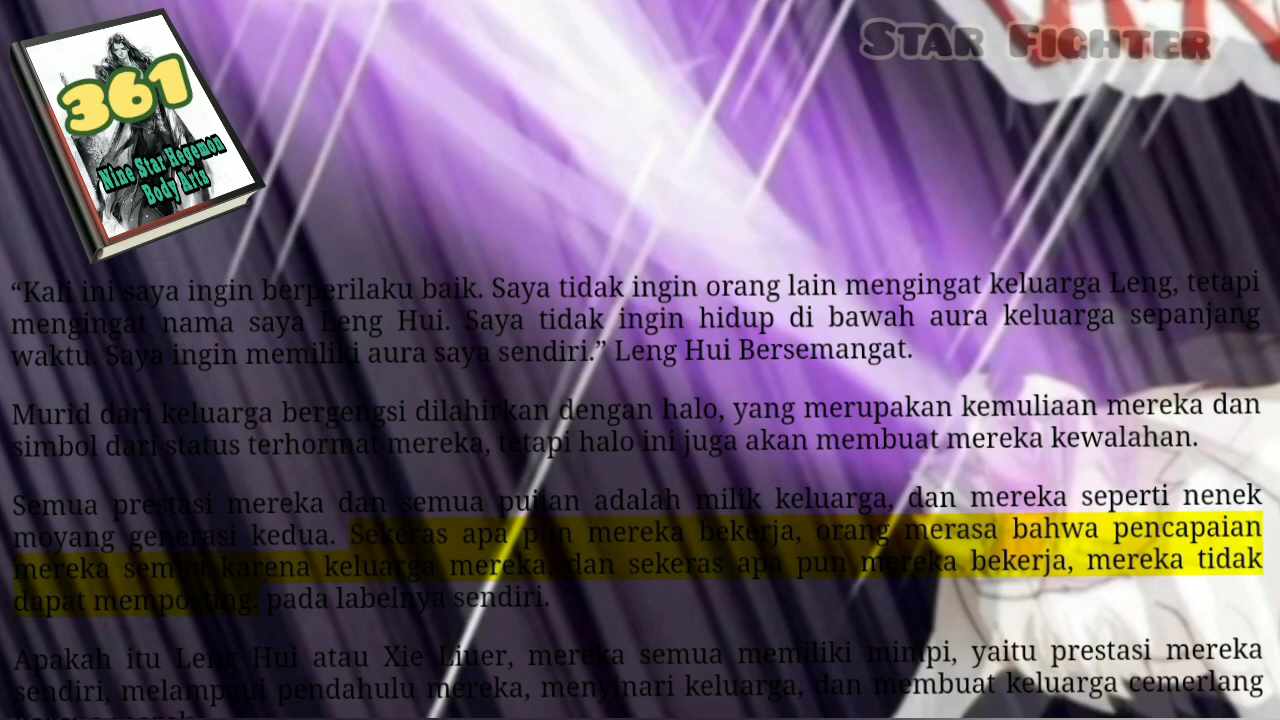 STAR FIGHTER
361
Nine Star Hegemon
Body Arts
“Kali ini saya ingin berperilaku baik. Saya tidak ingin orang lain mengingat keluarga Leng, tetapi
mengingat nama saya Leng Hui. Saya tidak ingin hidup di bawah aura keluarga sepanjang
waktu. Saya ingin memiliki aura saya sendiri.” Leng Hui Bersemangat.
Murid dari keluarga bergengsi dilahirkan dengan halo, yang merupakan kemuliaan mereka dan
simbol dari status terhormat mereka, tetapi halo ini juga akan membuat mereka kewalahan.
Semua prestasi mereka dan semua pujian adalah milik keluarga, dan mereka seperti nenek
moyang generasi kedua. Sekeras apa pun mereka bekerja, orang merasa bahwa pencapaian
mereka semua karena keluarga mereka, dan sekeras apa pun mereka bekerja, mereka tidak
dapat memposting. pada labelnya sendiri.
Apakah itu Leng Hui atau Xie Liuer, mereka semua memiliki mimpi, yaitu prestasi mereka
sendiri, melampaui pendahulu mereka, menyinari keluarga, dan membuat keluarga cemerlang